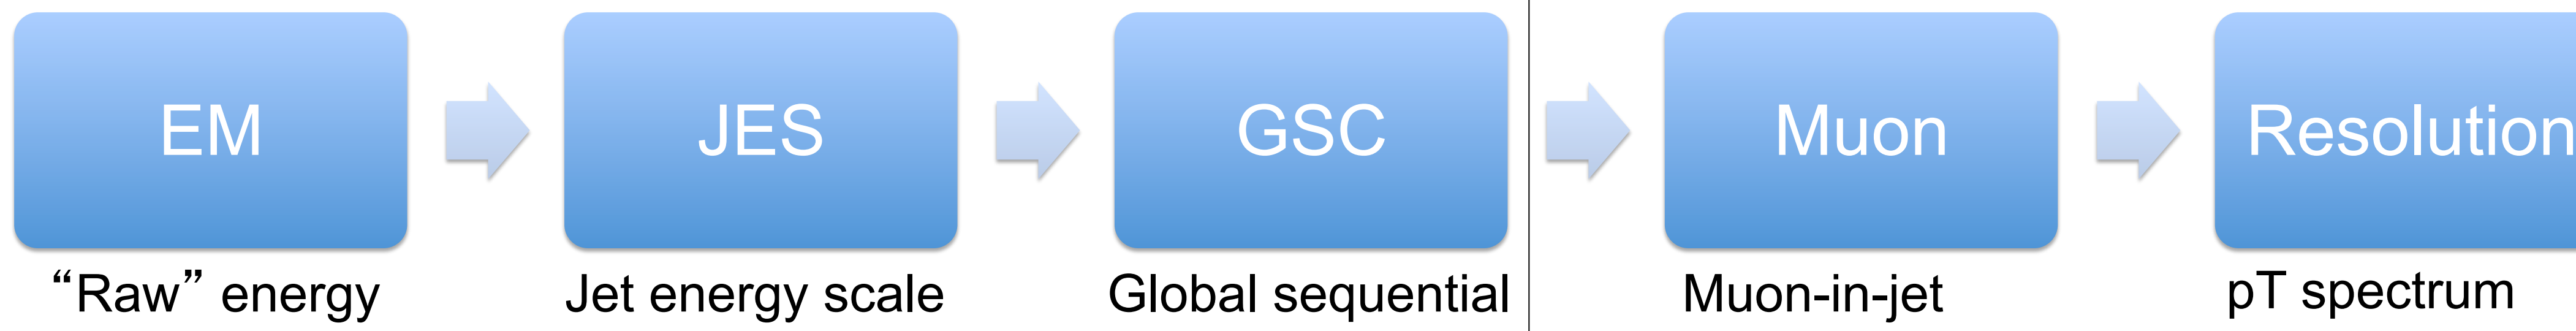 EM
JES
GSC
Muon
Resolution
“Raw” energy
Jet energy scale
Global sequential
Muon-in-jet
pT spectrum